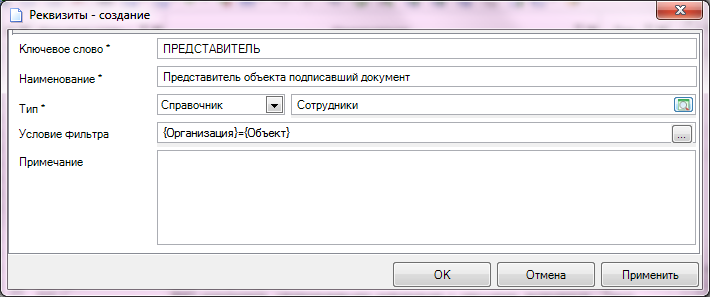 Реквизиты - создание
Ключевое слово * ПРЕДСТАВИТЕЛЬ
Наименование * Представитель объекта подписавший документ
Тип * Справочник Сотрудники
Условие фильтра {Организация}={Объект} ...
Примечание
OK Отмена Применить